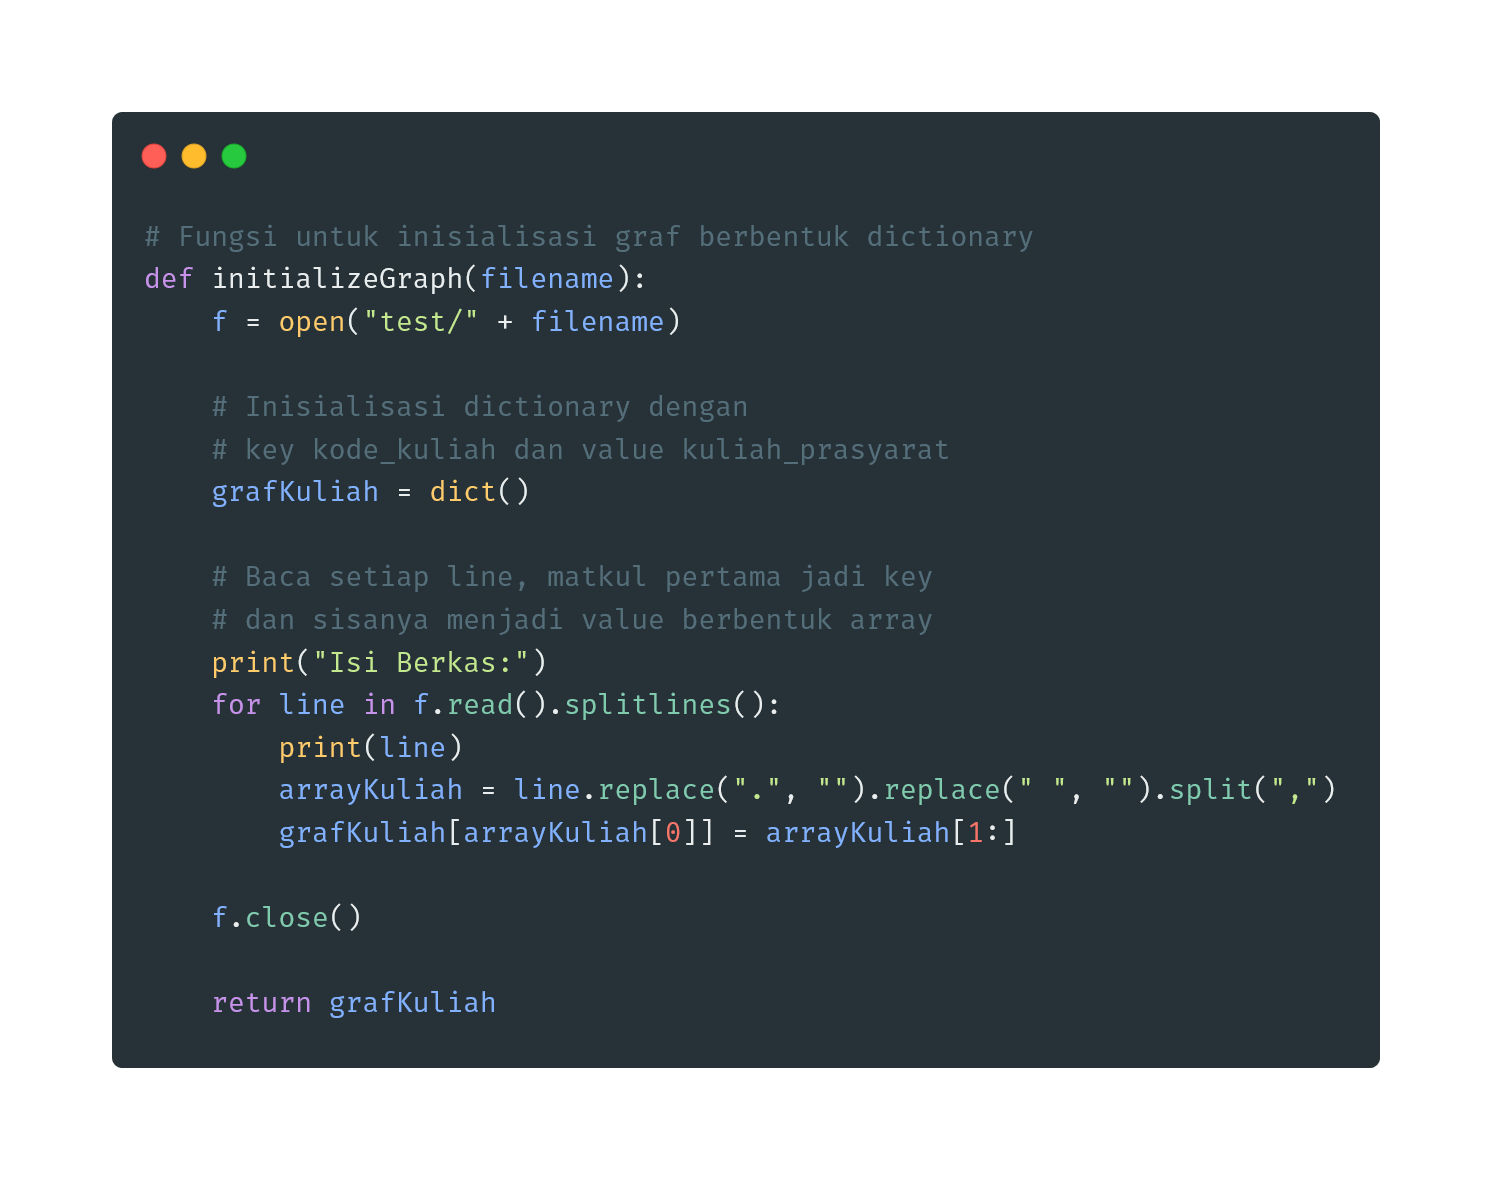 # Fungsi untuk inisialisasi graf berbentuk dictionary
def initializeGraph(filename):
    f = open("test/" + filename)

    # Inisialisasi dictionary dengan
    # key kode_kuliah dan value kuliah_prasyarat
    grafKuliah = dict()

    # Baca setiap line, matkul pertama jadi key
    # dan sisanya menjadi value berbentuk array
    print("Isi Berkas:")
    for line in f.read().splitlines():
        print(line)
        arrayKuliah = line.replace(".", "").replace(" ", "").split(",")
        grafKuliah[arrayKuliah[0]] = arrayKuliah[1:]

    f.close()

    return grafKuliah